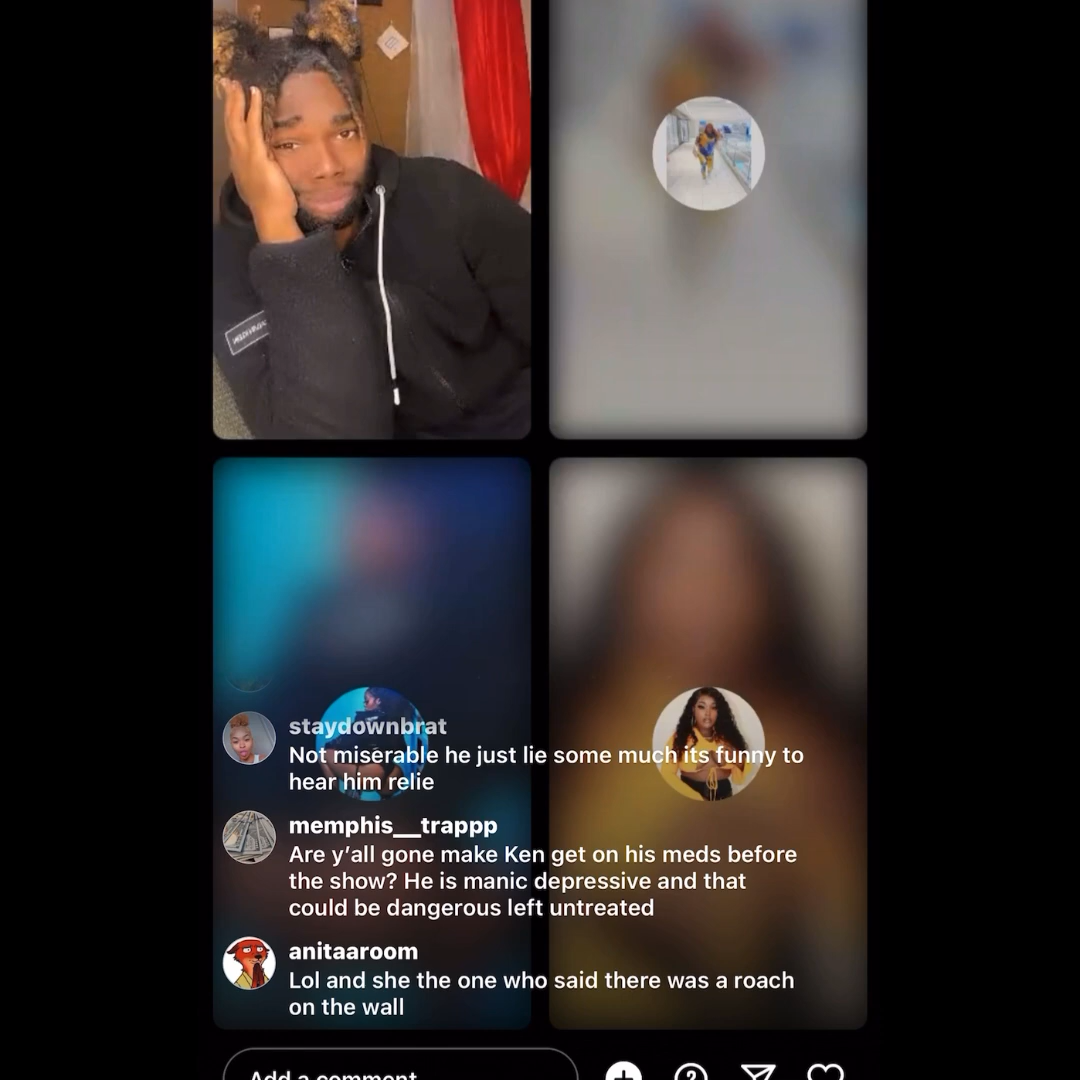 staydownbrat
Not miserable he just lie some much its funny to
hear him relie
memphis__trappp
Are y’all gone make Ken get on his meds before
the show? He is manic depressive and that
could be dangerous left untreated
anitaaroom
Lol and she the one who said there was a roach
on the wall
Add a comment